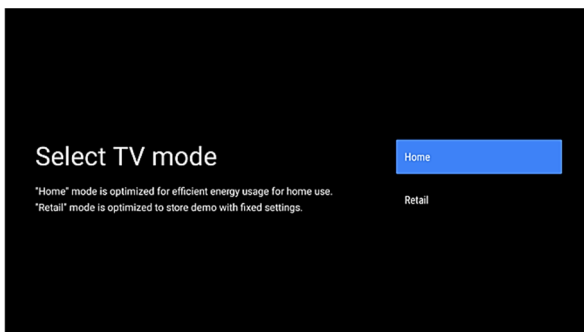 Select TV mode
"Home" mode is optimized for efficient energy usage for home use.
"Retail" mode is optimized to store demo with fixed settings.
Home
Retail